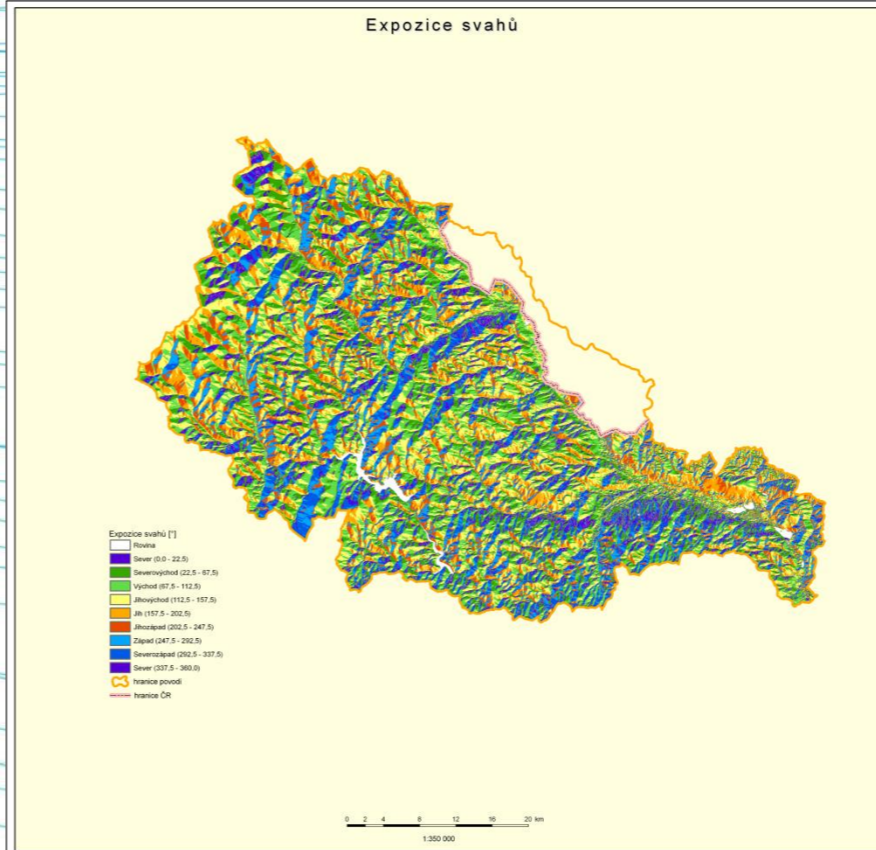 Expozice svahů
Expozice svahů [°]
Rovina
Sever (0,0 - 22,5)
Severovýchod (22,5 - 67,5)
Východ (67,5 - 112,5)
Jihovýchod (112,5 - 157,5)
Jih (157,5 - 202,5)
Jihozápad (202,5 - 247,5)
Západ (247,5 - 292,5)
Severozápad (292,5 - 337,5)
Sever (337,5 - 360,0)
hranice povodí
hranice ČR
0 2 4 8 12 16 20 km
1:350 000